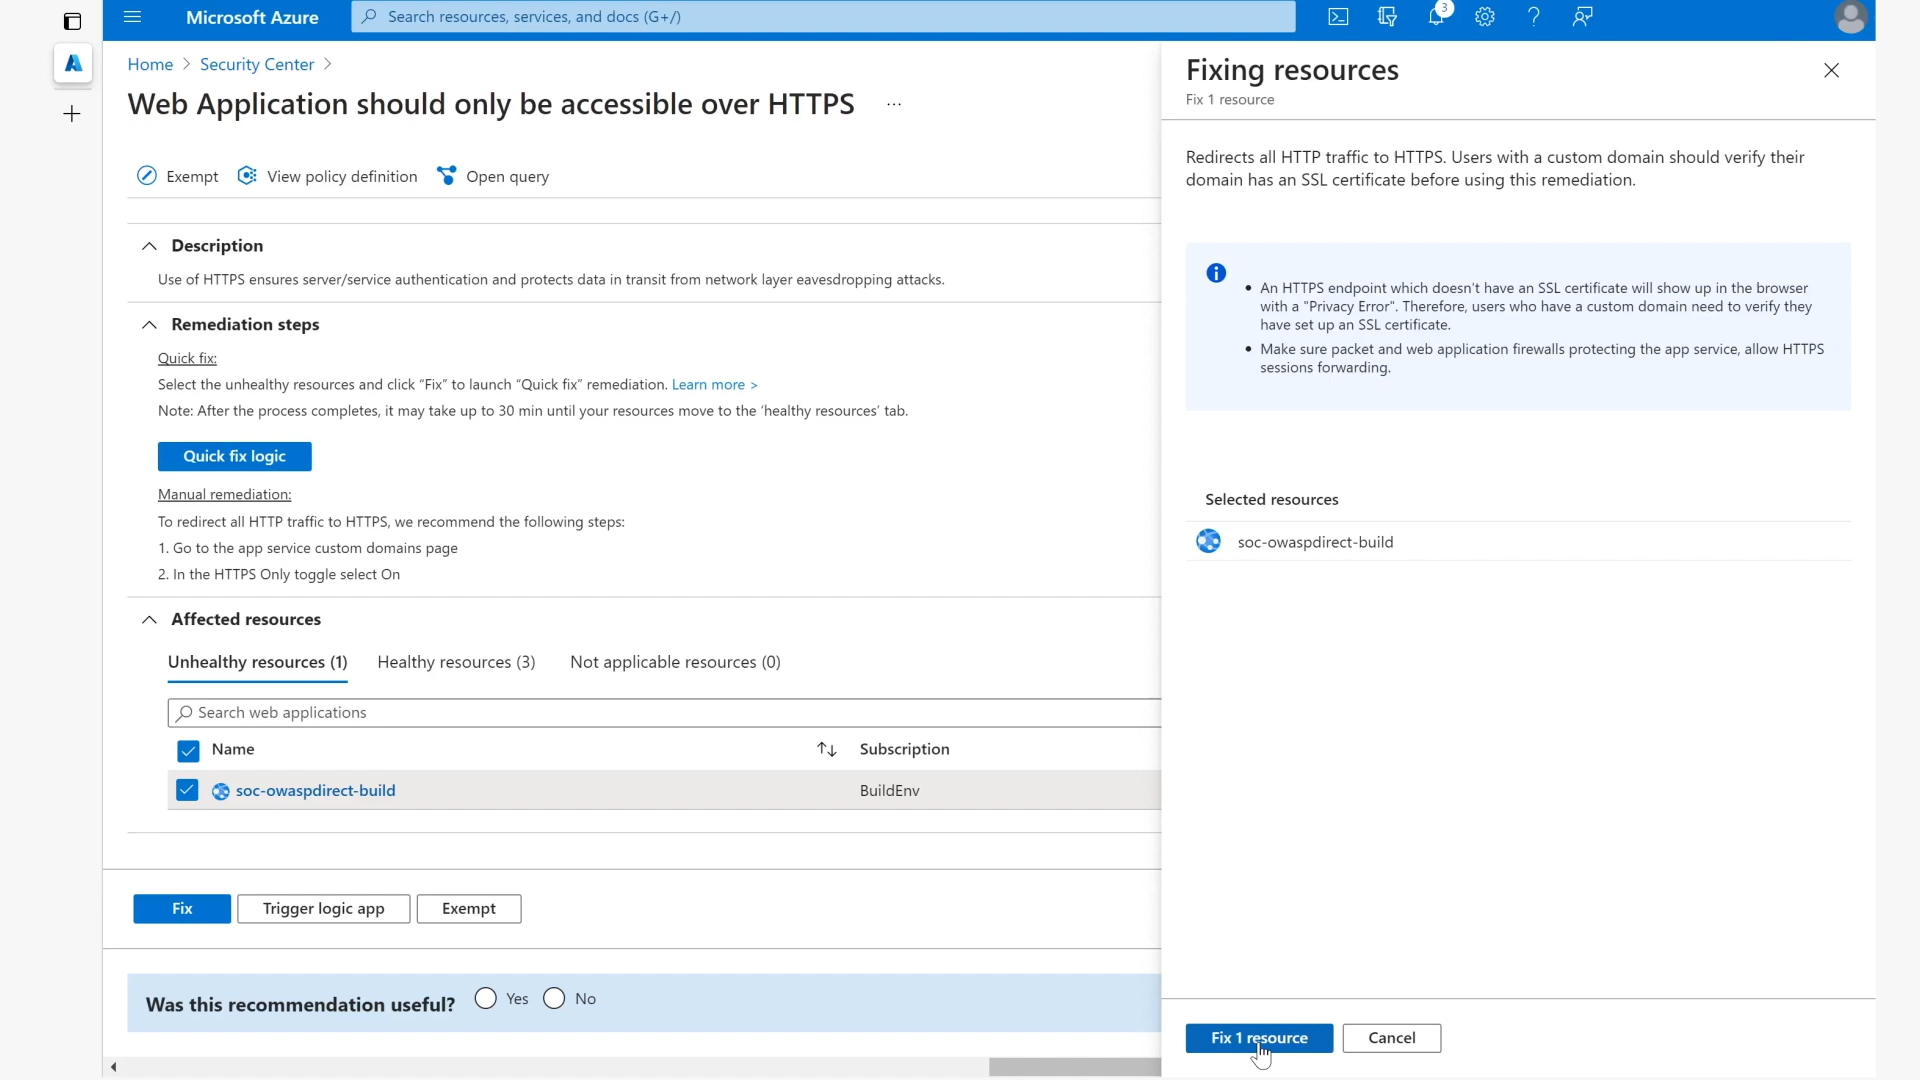 Microsoft Azure
Search resources, services, and docs (G+/)
3
Home > Security Center >
Web Application should only be accessible over HTTPS ...
Exempt
View policy definition
Open query
Description
Use of HTTPS ensures server/service authentication and protects data in transit from network layer eavesdropping attacks.
Remediation steps
Quick fix:
Select the unhealthy resources and click “Fix” to launch “Quick fix” remediation. Learn more >
Note: After the process completes, it may take up to 30 min until your resources move to the ‘healthy resources’ tab.
Quick fix logic
Manual remediation:
To redirect all HTTP traffic to HTTPS, we recommend the following steps:
1. Go to the app service custom domains page
2. In the HTTPS Only toggle select On
Affected resources
Unhealthy resources (1)
Healthy resources (3)
Not applicable resources (0)
Search web applications
Name
Subscription
soc-owaspdirect-build
BuildEnv
Fix
Trigger logic app
Exempt
Was this recommendation useful?
Yes
No
Fixing resources
Fix 1 resource
Redirects all HTTP traffic to HTTPS. Users with a custom domain should verify their
domain has an SSL certificate before using this remediation.
• An HTTPS endpoint which doesn't have an SSL certificate will show up in the browser
with a "Privacy Error". Therefore, users who have a custom domain need to verify they
have set up an SSL certificate.
• Make sure packet and web application firewalls protecting the app service, allow HTTPS
sessions forwarding.
Selected resources
soc-owaspdirect-build
Fix 1 resource
Cancel